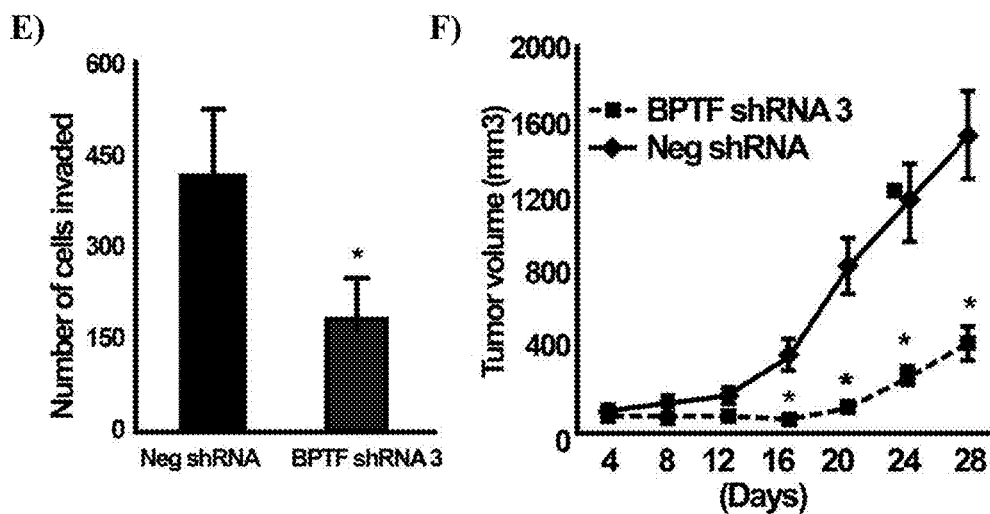 E)
Number of cells invaded
600
450
300
150
0
*
Neg shRNA
BPTF shRNA 3
F)
Tumor volume (mm3)
2000
1600
1200
800
400
0
BPTF shRNA 3
Neg shRNA
*
*
*
*
4 8 12 16 20 24 28
(Days)